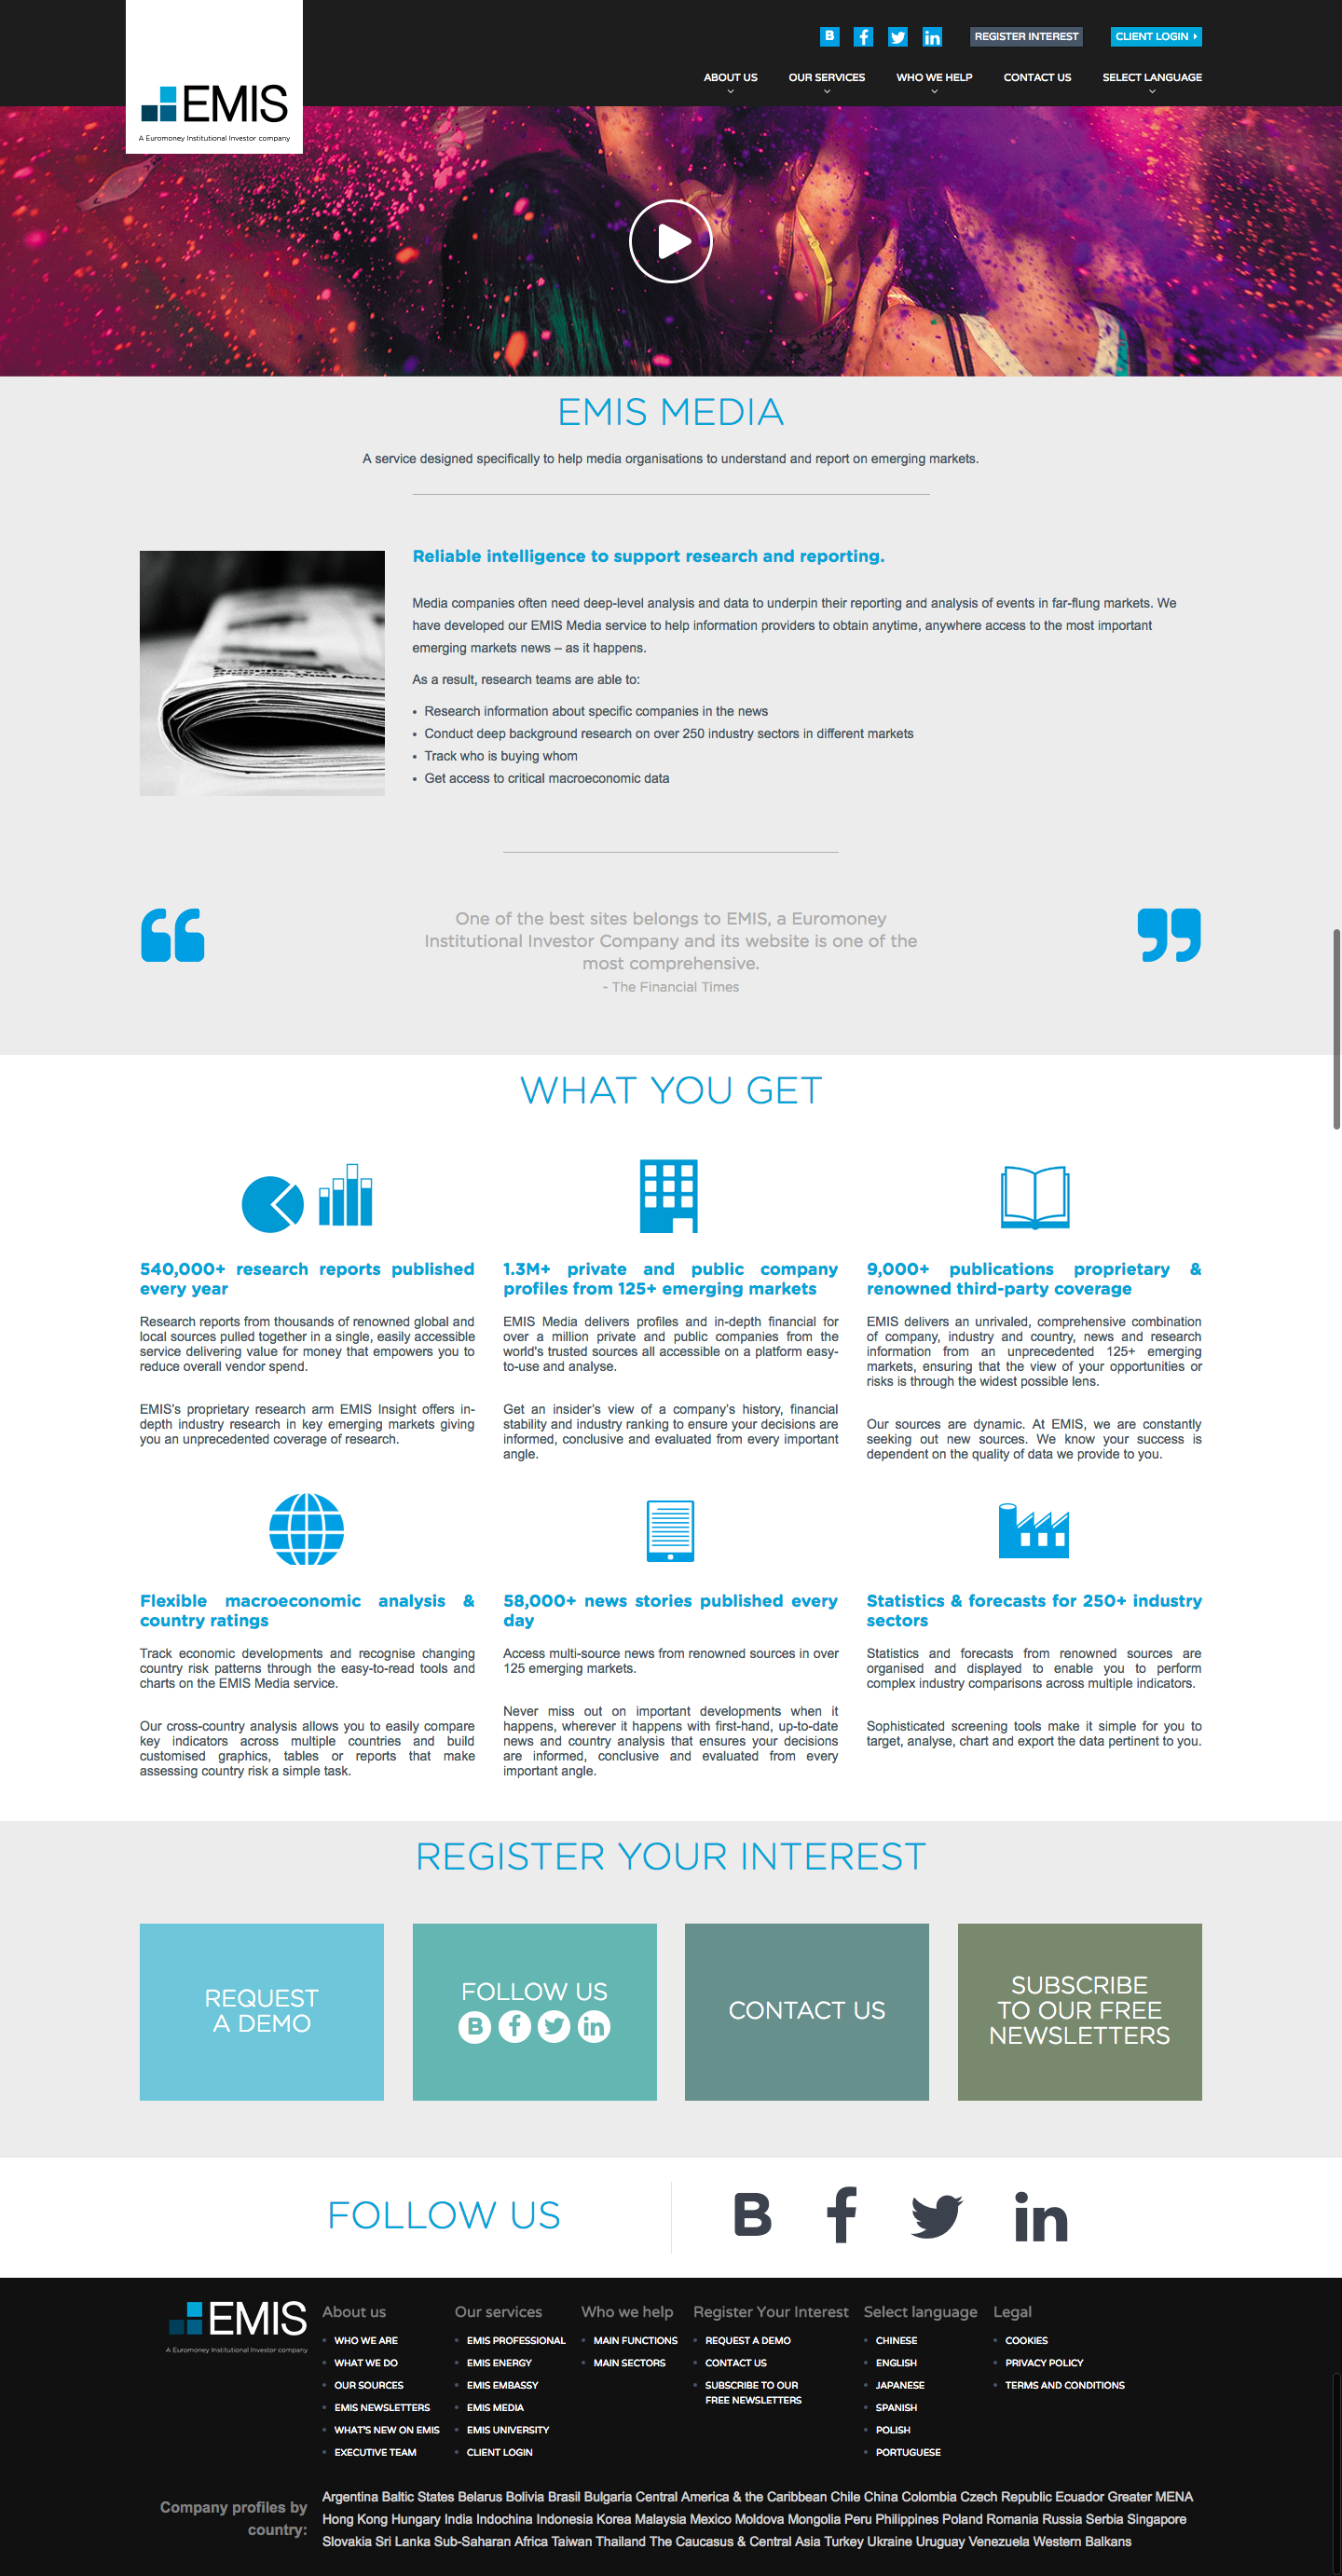 B f in REGISTER INTEREST CLIENT LOGIN
ABOUT US OUR SERVICES WHO WE HELP CONTACT US SELECT LANGUAGE
EMIS
A Euromoney Institutional Investor company
EMIS MEDIA
A service designed specifically to help media organisations to understand and report on emerging markets.
Reliable intelligence to support research and reporting.
Media companies often need deep-level analysis and data to underpin their reporting and analysis of events in far-flung markets. We
have developed our EMIS Media service to help information providers to obtain anytime, anywhere access to the most important
emerging markets news – as it happens.
As a result, research teams are able to:
• Research information about specific companies in the news
• Conduct deep background research on over 250 industry sectors in different markets
• Track who is buying whom
• Get access to critical macroeconomic data
“ ”
One of the best sites belongs to EMIS, a Euromoney
Institutional Investor Company and its website is one of the
most comprehensive.
- The Financial Times
WHAT YOU GET
540,000+ research reports published
every year
Research reports from thousands of renowned global and
local sources pulled together in a single, easily accessible
service delivering value for money that empowers you to
reduce overall vendor spend.
EMIS's proprietary research arm EMIS Insight offers in-
depth industry research in key emerging markets giving
you an unprecedented coverage of research.
1.3M+ private and public company
profiles from 125+ emerging markets
EMIS Media delivers profiles and in-depth financial for
over a million private and public companies from the
world's trusted sources all accessible on a platform easy-
to-use and analyse.
Get an insider's view of a company's history, financial
stability and industry ranking to ensure your decisions are
informed, conclusive and evaluated from every important
angle.
9,000+ publications proprietary &
renowned third-party coverage
EMIS delivers an unrivaled, comprehensive combination
of company, industry and country, news and research
information from an unprecedented 125+ emerging
markets, ensuring that the view of your opportunities or
risks is through the widest possible lens.
Our sources are dynamic. At EMIS, we are constantly
seeking out new sources. We know your success is
dependent on the quality of data we provide to you.
Flexible macroeconomic analysis &
country ratings
Track economic developments and recognise changing
country risk patterns through the easy-to-read tools and
charts on the EMIS Media service.
Our cross-country analysis allows you to easily compare
key indicators across multiple countries and build
customised graphics, tables or reports that make
assessing country risk a simple task.
58,000+ news stories published every
day
Access multi-source news from renowned sources in over
125 emerging markets.
Never miss out on important developments when it
happens, wherever it happens with first-hand, up-to-date
news and country analysis that ensures your decisions
are informed, conclusive and evaluated from every
important angle.
Statistics & forecasts for 250+ industry
sectors
Statistics and forecasts from renowned sources are
organised and displayed to enable you to perform
complex industry comparisons across multiple indicators.
Sophisticated screening tools make it simple for you to
target, analyse, chart and export the data pertinent to you.
REGISTER YOUR INTEREST
REQUEST
A DEMO
FOLLOW US
B f in
CONTACT US
SUBSCRIBE
TO OUR FREE
NEWSLETTERS
FOLLOW US
B f in
EMIS
A Euromoney Institutional Investor company
About us
WHO WE ARE
WHAT WE DO
OUR SOURCES
EMIS NEWSLETTERS
WHAT'S NEW ON EMIS
EXECUTIVE TEAM
Our services
EMIS PROFESSIONAL
EMIS ENERGY
EMIS EMBASSY
EMIS MEDIA
EMIS UNIVERSITY
CLIENT LOGIN
Who we help
MAIN FUNCTIONS
MAIN SECTORS
Register Your Interest
REQUEST A DEMO
CONTACT US
SUBSCRIBE TO OUR
FREE NEWSLETTERS
Select language
CHINESE
ENGLISH
JAPANESE
SPANISH
POLISH
PORTUGUESE
Legal
COOKIES
PRIVACY POLICY
TERMS AND CONDITIONS
Company profiles by
country:
Argentina Baltic States Belarus Bolivia Brasil Bulgaria Central America & the Caribbean Chile China Colombia Czech Republic Ecuador Greater MENA
Hong Kong Hungary India Indochina Indonesia Korea Malaysia Mexico Moldova Mongolia Peru Philippines Poland Romania Russia Serbia Singapore
Slovakia Sri Lanka Sub-Saharan Africa Taiwan Thailand The Caucasus & Central Asia Turkey Ukraine Uruguay Venezuela Western Balkans